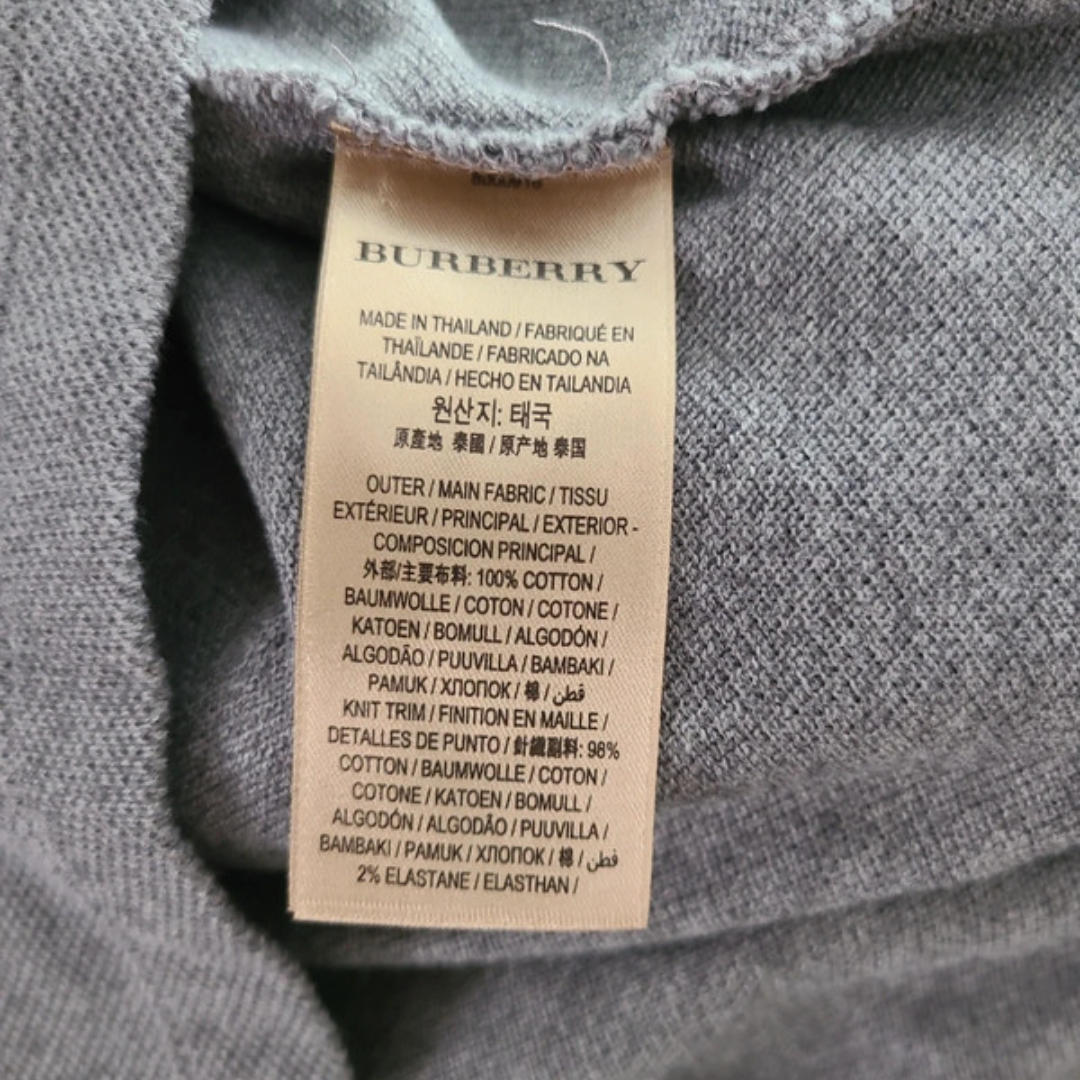 BURBERRY
MADE IN THAILAND / FABRIQUÉ EN
THAÏLANDE / FABRICADO NA
TAILÂNDIA / HECHO EN TAILANDIA
원산지: 태국
原產地 泰國 / 原产地 泰国
OUTER / MAIN FABRIC / TISSU
EXTÉRIEUR / PRINCIPAL / EXTERIOR -
COMPOSICION PRINCIPAL /
外部/主要布料: 100% COTTON /
BAUMWOLLE / COTON / COTONE /
KATOEN / BOMULL / ALGODÓN /
ALGODÃO / PUUVILLA / BAMBAKI /
PAMUK / ХЛОПОК / 棉 / قطن
KNIT TRIM / FINITION EN MAILLE /
DETALLES DE PUNTO / 針織副料: 98%
COTTON / BAUMWOLLE / COTON /
COTONE / KATOEN / BOMULL /
ALGODÓN / ALGODÃO / PUUVILLA /
BAMBAKI / PAMUK / ХЛОПОК / 棉 / قطن
2% ELASTANE / ELASTHAN /